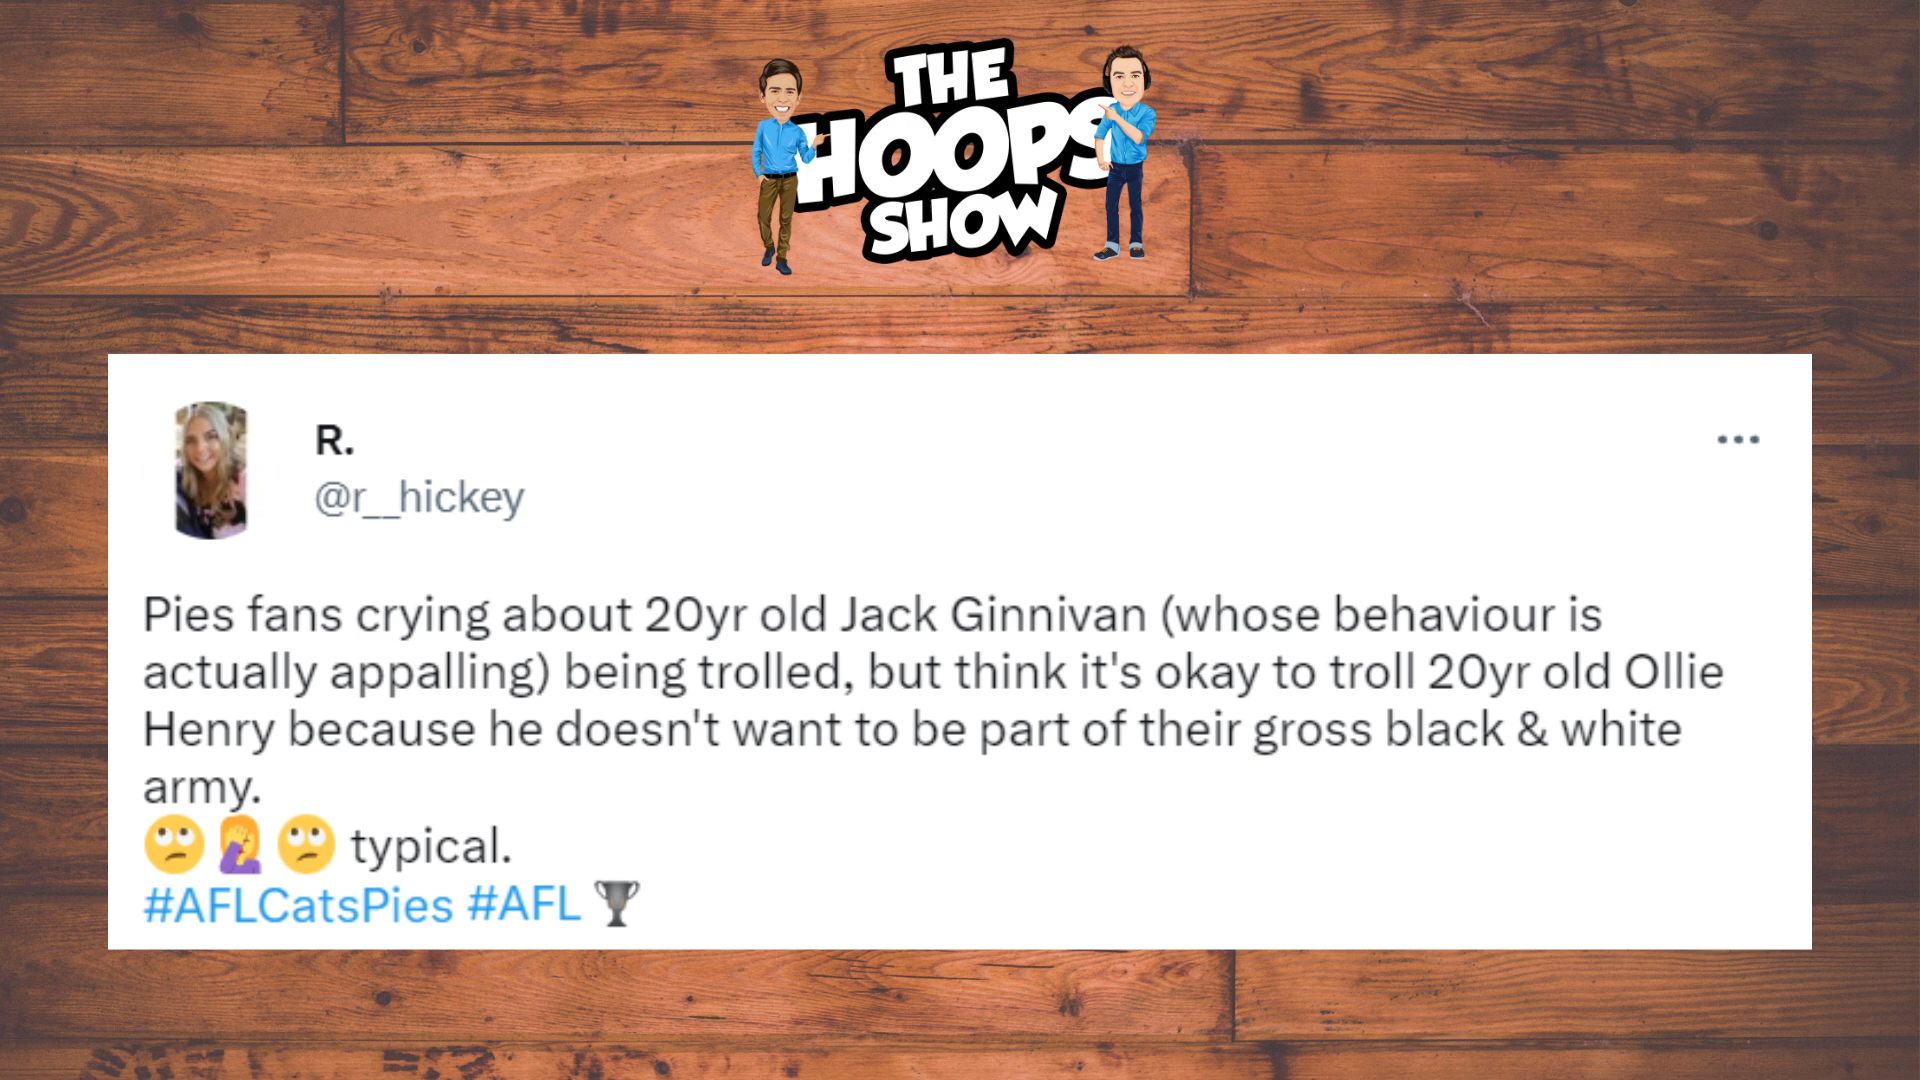 THE
HOOPS
SHOW
R.
@r__hickey
Pies fans crying about 20yr old Jack Ginnivan (whose behaviour is
actually appalling) being trolled, but think it's okay to troll 20yr old Ollie
Henry because he doesn't want to be part of their gross black & white
army.
🙄🤦‍♀️🙄 typical.
#AFLCatsPies #AFL🏆